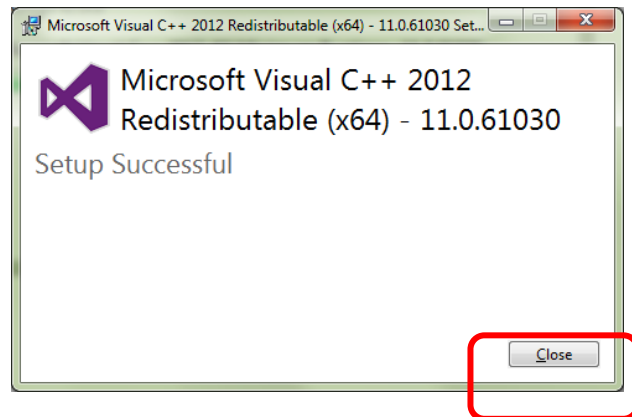 Microsoft Visual C++ 2012 Redistributable (x64) - 11.0.61030 Set...
Microsoft Visual C++ 2012
Redistributable (x64) - 11.0.61030
Setup Successful
Close